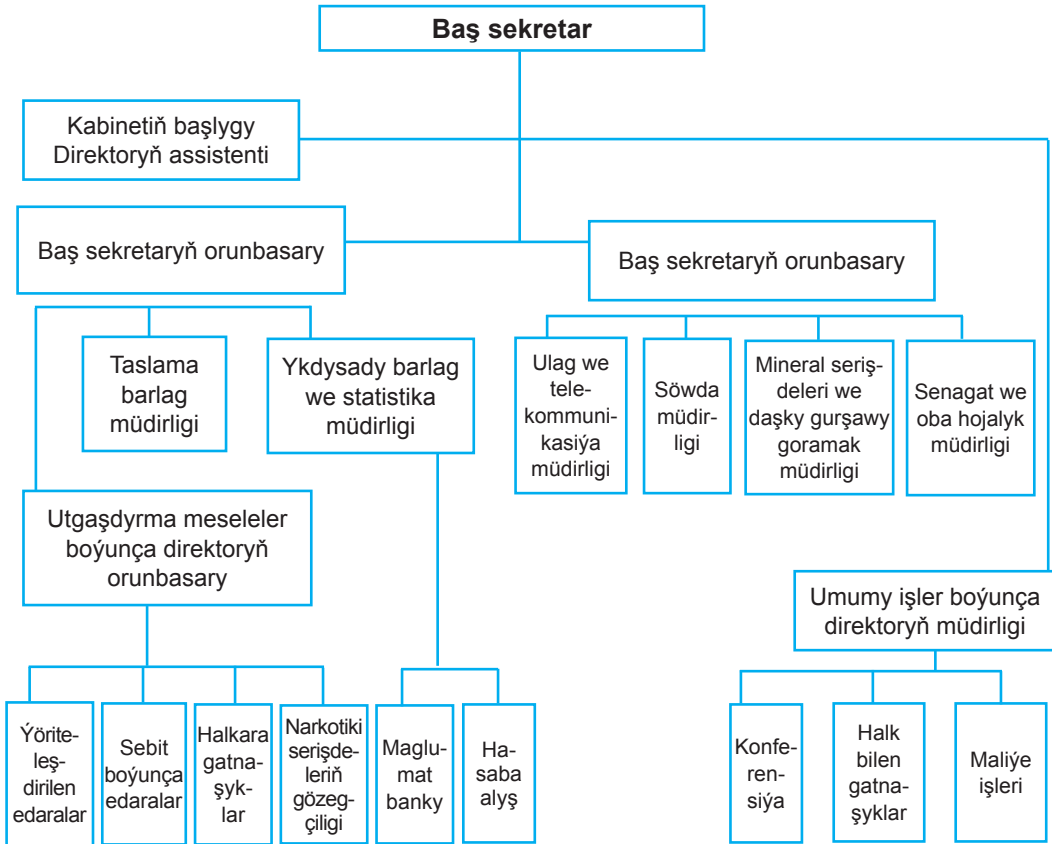 Baş sekretar
Kabinetiň başlygy
Direktoryň assistenti
Baş sekretaryň orunbasary
Baş sekretaryň orunbasary
Taslama
barlag
müdirligi
Ykdysady barlag
we statistika
müdirligi
Ulag we
tele-
kommuni-
kasiýa
müdirligi
Söwda
müdir-
ligi
Mineral seriş-
deleri we
daşky gurşawy
goramak
müdirligi
Senagat we
oba hojalyk
müdirligi
Utgaşdyrma meseleler
boýunça direktoryň
orunbasary
Umumy işler boýunça
direktoryň müdirligi
Ýörite-
leş-
dirilen
edaralar
Sebit
boýunça
edaralar
Halkara
gatna-
şyk-
lar
Narkotiki
serişde-
leriň
gözeg-
çiligi
Maglu-
mat
banky
Ha-
saba
alyş
Konfe-
ren-
siýa
Halk
bilen
gatna-
şyklar
Maliýe
işleri